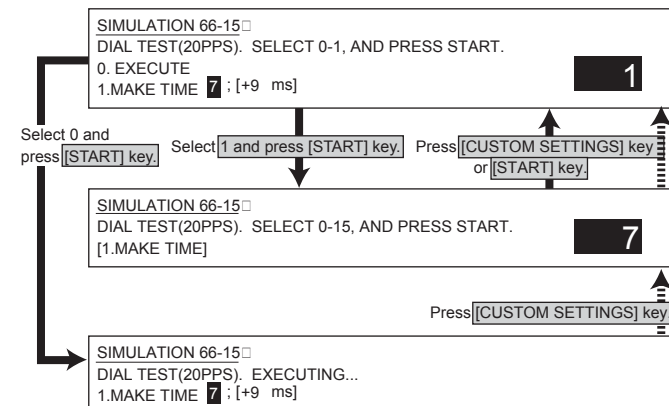 SIMULATION 66-15□
DIAL TEST(20PPS). SELECT 0-1, AND PRESS START.
0. EXECUTE
1.MAKE TIME 7 ; [+9 ms]
1
Select 0 and
press [START] key.
Select 1 and press [START] key.
Press [CUSTOM SETTINGS] key
or [START] key.
SIMULATION 66-15□
DIAL TEST(20PPS). SELECT 0-15, AND PRESS START.
[1.MAKE TIME]
7
Press [CUSTOM SETTINGS] key.
SIMULATION 66-15□
DIAL TEST(20PPS). EXECUTING...
1.MAKE TIME 7 ; [+9 ms]